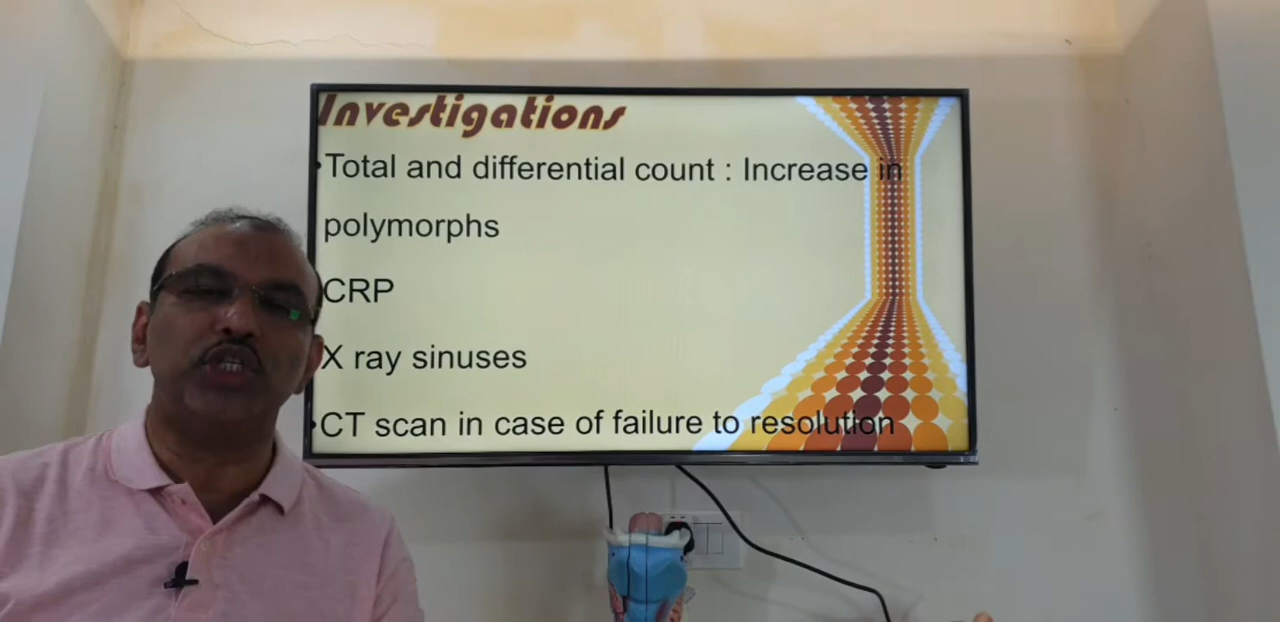 Investigations
•Total and differential count : Increase in
polymorphs
CRP
X ray sinuses
•CT scan in case of failure to resolution